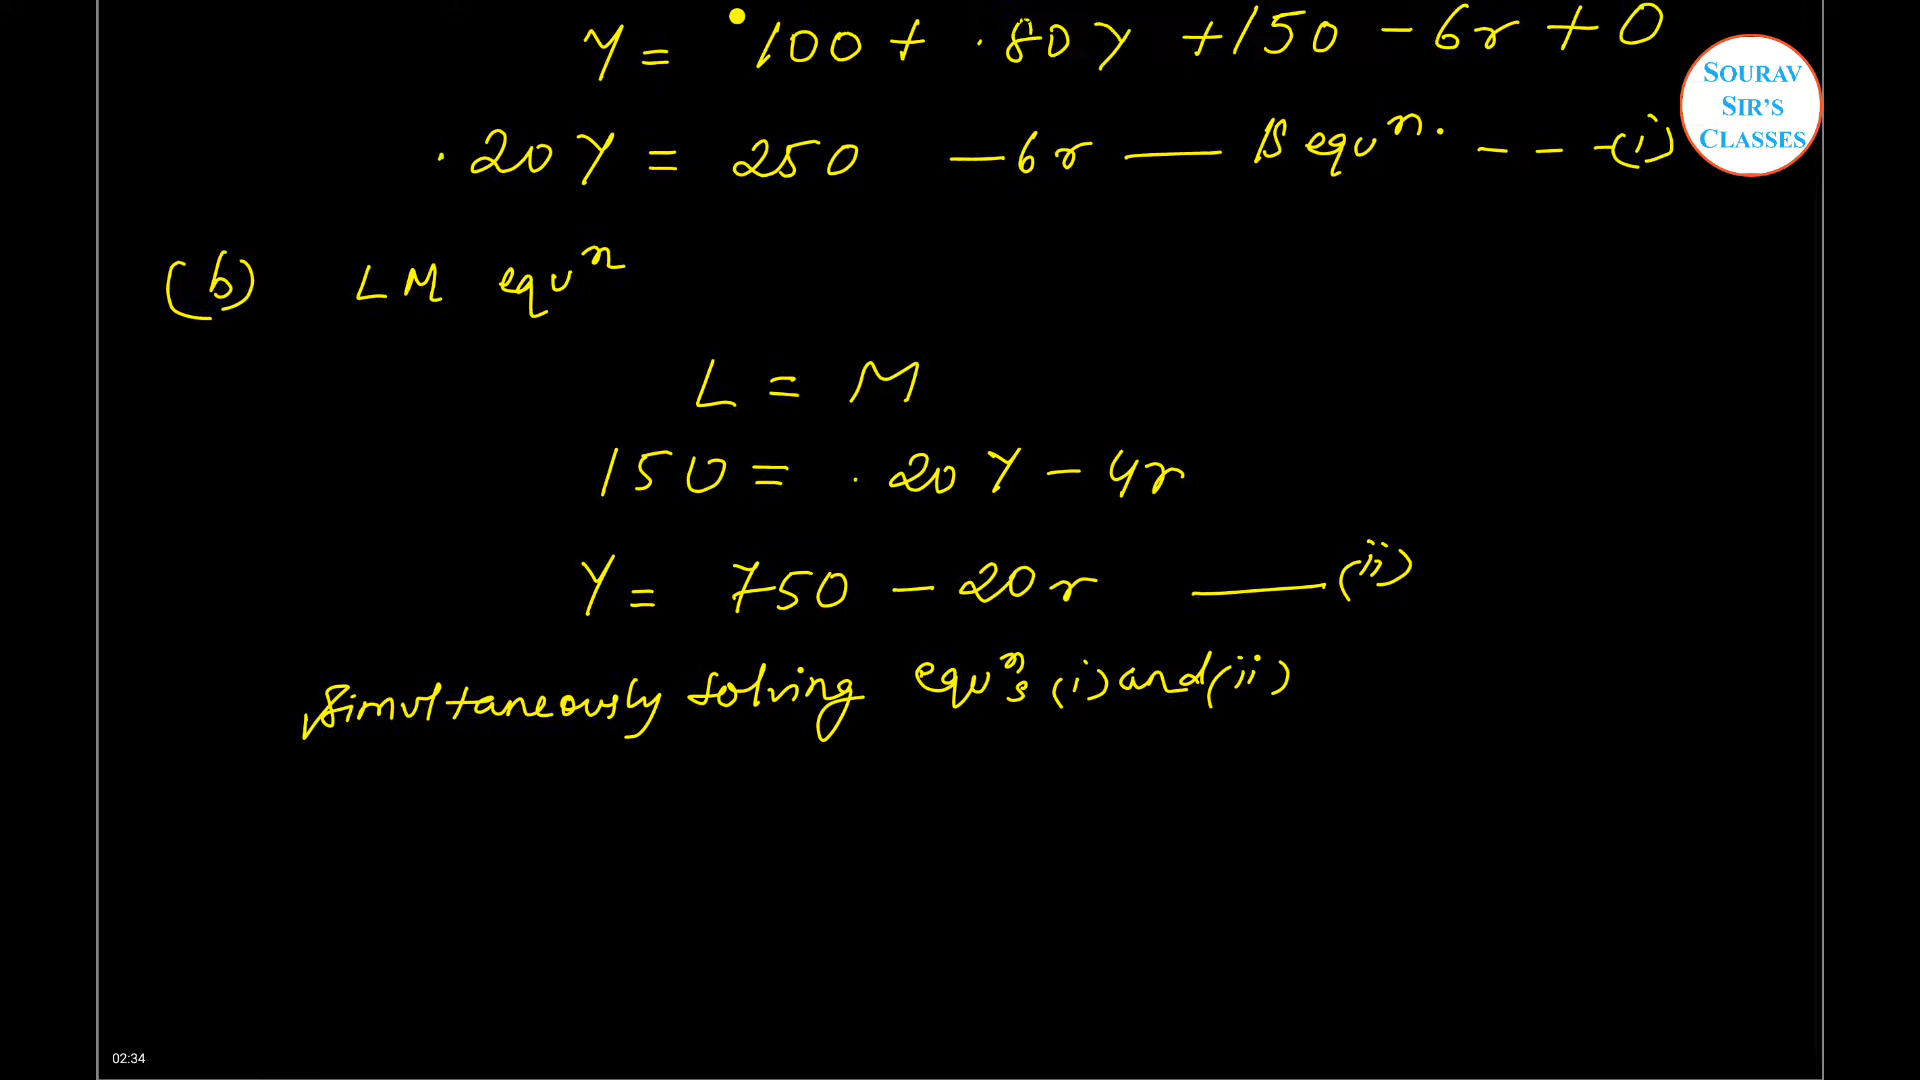 Y = 100 + .80Y + 150 - 6r + 0
SOURAV
SIR'S
CLASSES
.20Y = 250 - 6r — IS equⁿ. - - - (i)
(b) LM equⁿ
L = M
150 = .20Y - 4r
Y = 750 - 20r — (ii)
Simultaneously solving equⁿs (i) and (ii)
02:34